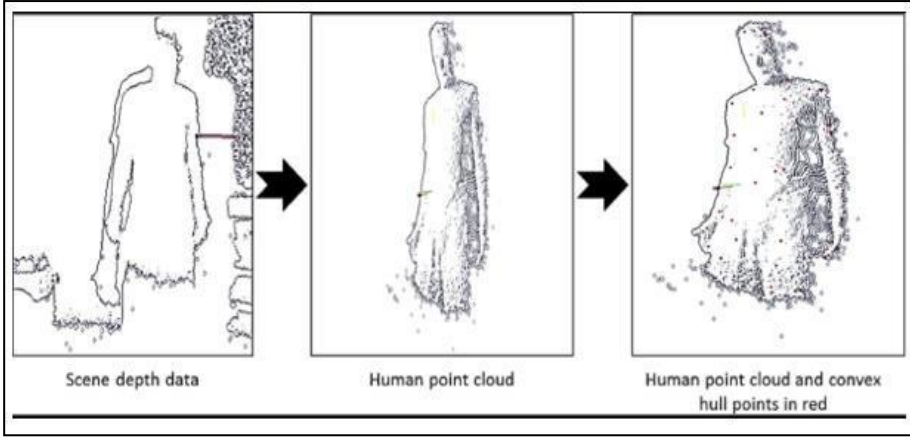 Scene depth data
Human point cloud
Human point cloud and convex
hull points in red